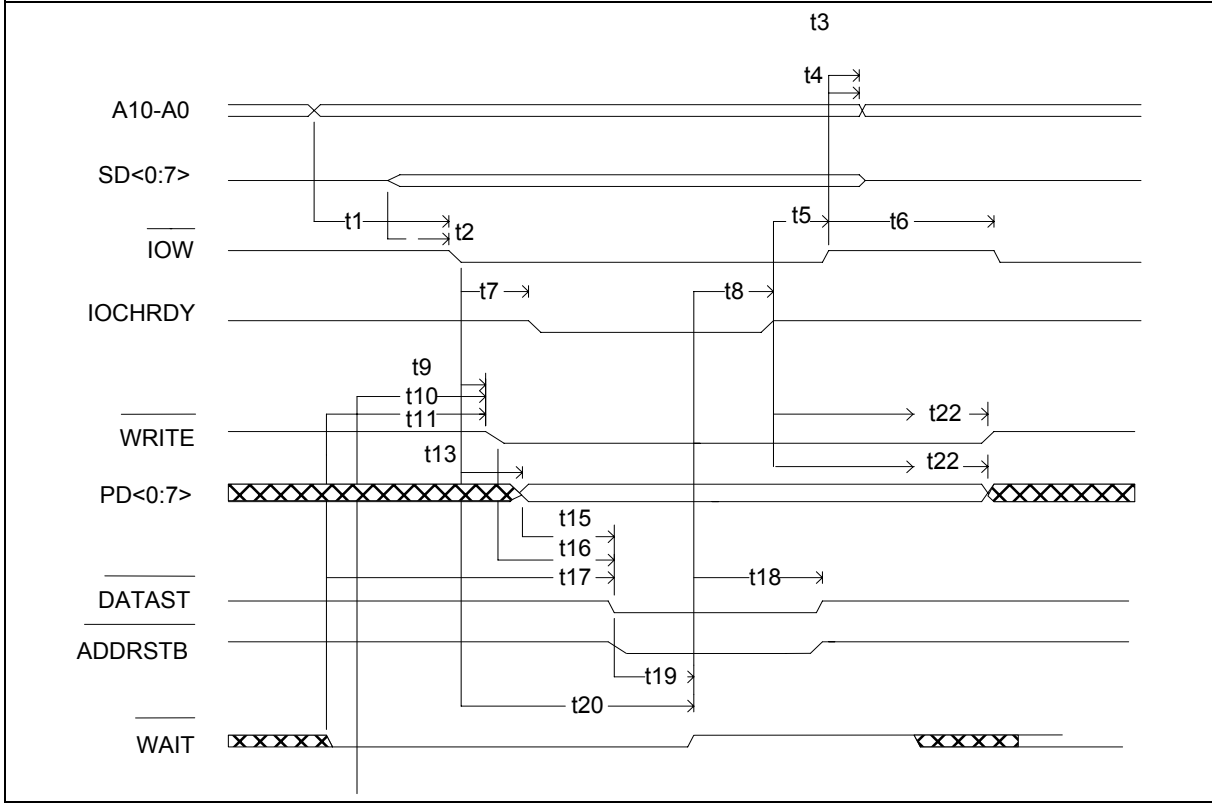 t3
t4
A10-A0
SD<0:7>
t1
t5
t6
t2
IOW
t7
t8
IOCHRDY
t9
t10
t11
t22
WRITE
t13
t22
PD<0:7>
t15
t16
t17
t18
DATAST
ADDRSTB
t19
t20
WAIT